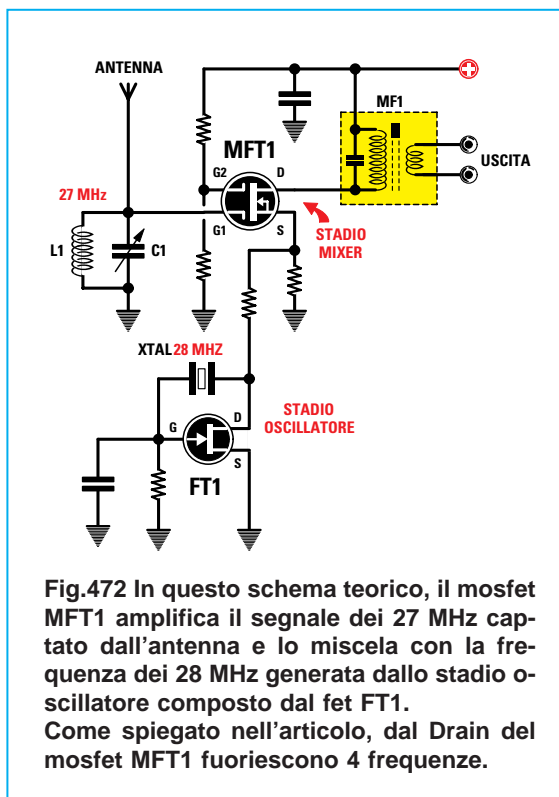 ANTENNA
MF1
USCITA
G2
MFT1
D
27 MHz
G1
S
STADIO
MIXER
L1
C1
XTAL 28 MHZ
STADIO
OSCILLATORE
D
G
S
FT1
Fig.472 In questo schema teorico, il mosfet
MFT1 amplifica il segnale dei 27 MHz cap-
tato dall'antenna e lo miscela con la fre-
quenza dei 28 MHz generata dallo stadio o-
scillatore composto dal fet FT1.
Come spiegato nell'articolo, dal Drain del
mosfet MFT1 fuoriescono 4 frequenze.